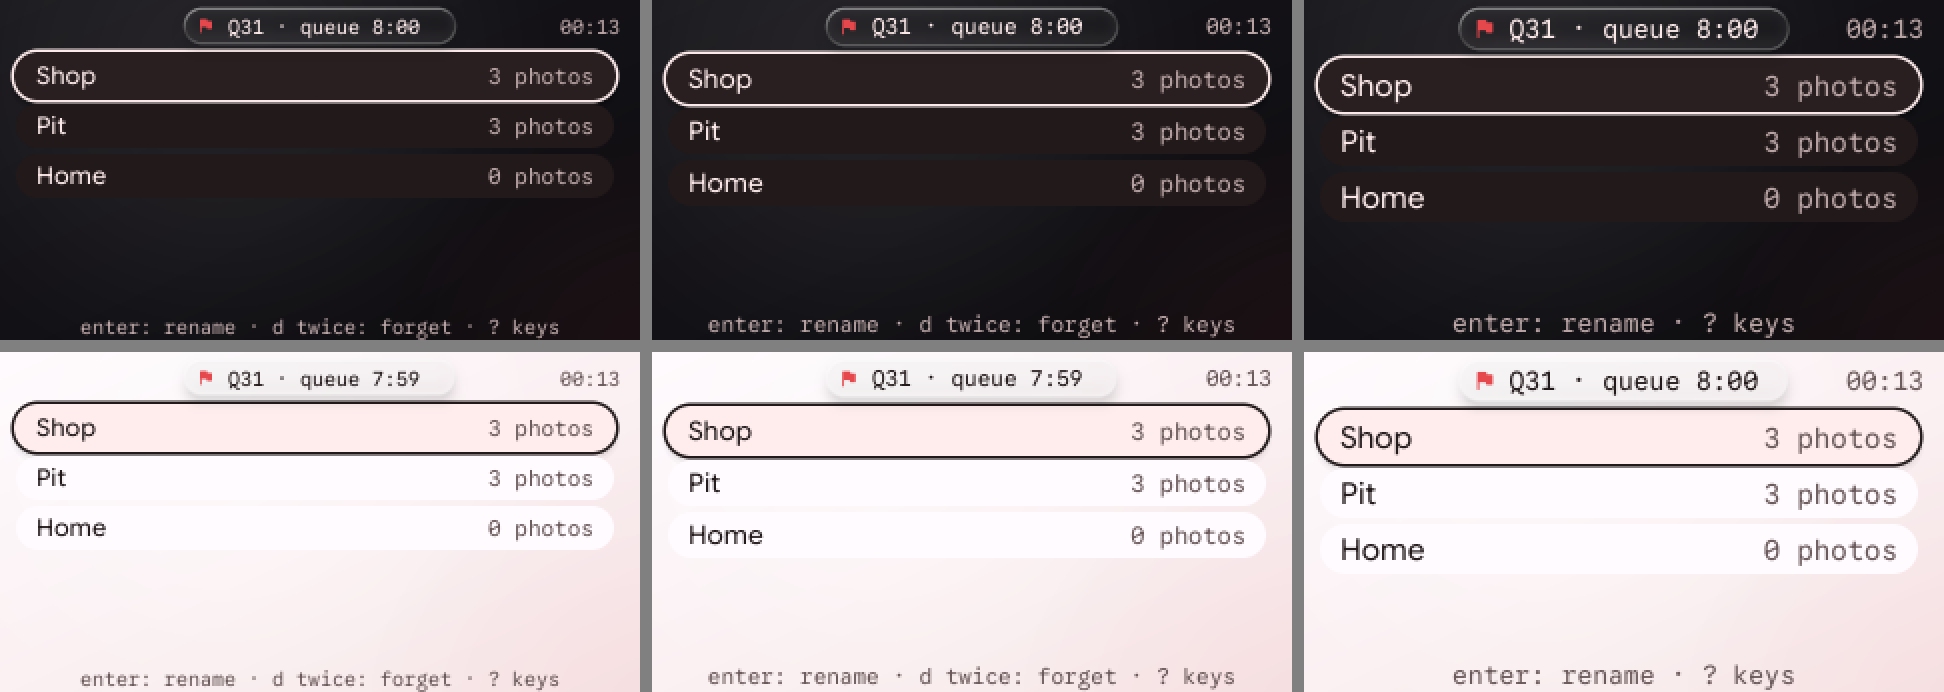 Q31 · queue 8:00 00:13
Shop 3 photos
Pit 3 photos
Home 0 photos
enter: rename · d twice: forget · ? keys
Q31 · queue 8:00 00:13
Shop 3 photos
Pit 3 photos
Home 0 photos
enter: rename · d twice: forget · ? keys
Q31 · queue 8:00 00:13
Shop 3 photos
Pit 3 photos
Home 0 photos
enter: rename · ? keys
Q31 · queue 7:59 00:13
Shop 3 photos
Pit 3 photos
Home 0 photos
enter: rename · d twice: forget · ? keys
Q31 · queue 7:59 00:13
Shop 3 photos
Pit 3 photos
Home 0 photos
enter: rename · d twice: forget · ? keys
Q31 · queue 8:00 00:13
Shop 3 photos
Pit 3 photos
Home 0 photos
enter: rename · ? keys